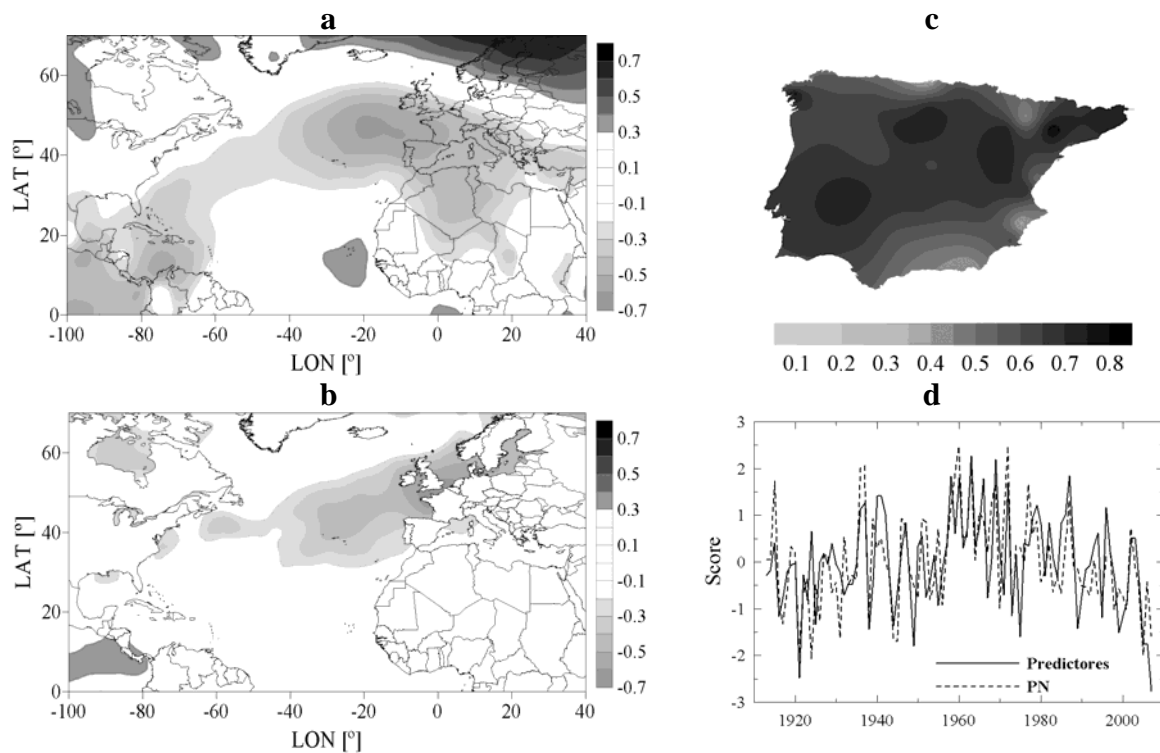 a
60
40
20
0
LAT [º]
-100 -80 -60 -40 -20 0 20 40
LON [º]
0.7
0.5
0.3
0.1
-0.1
-0.3
-0.5
-0.7
c
0.1 0.2 0.3 0.4 0.5 0.6 0.7 0.8
b
60
40
20
0
LAT [º]
-100 -80 -60 -40 -20 0 20 40
LON [º]
0.7
0.5
0.3
0.1
-0.1
-0.3
-0.5
-0.7
d
3
2
1
0
-1
-2
-3
Score
Predictores
PN
1920 1940 1960 1980 2000